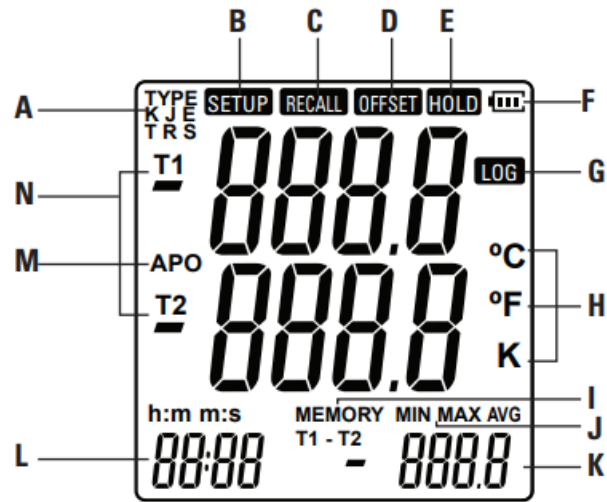 B C D E
A TYPE SETUP RECALL OFFSET HOLD F
K J E
T R S
T1 888.8 LOG G
N
M APO ºC
T2 888.8 ºF H
K
I
h:m m:s MEMORY MIN MAX AVG
J
T1 - T2
L 88:88 - 888.8 K